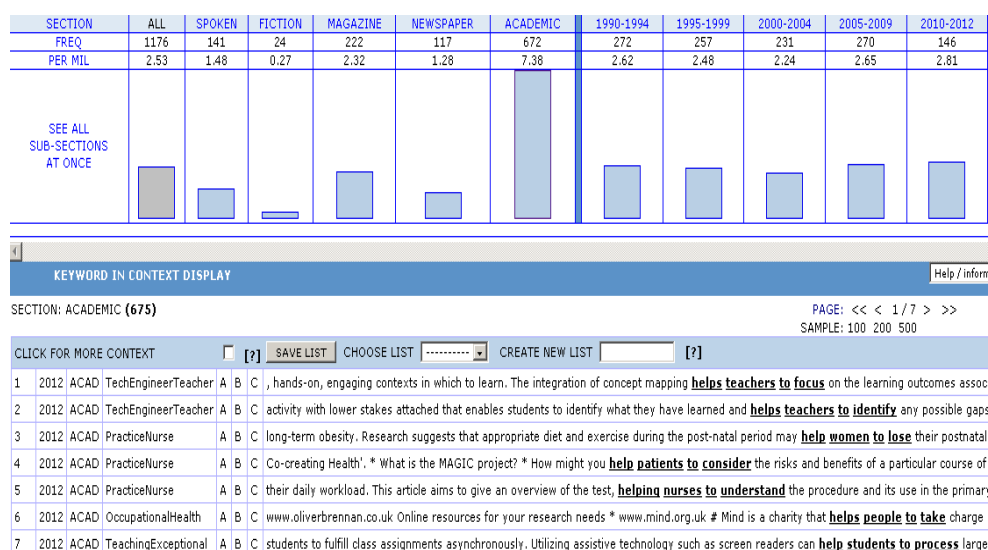 SECTION ALL SPOKEN FICTION MAGAZINE NEWSPAPER ACADEMIC 1990-1994 1995-1999 2000-2004 2005-2009 2010-2012
FREQ 1176 141 24 222 117 672 272 257 231 270 146
PER MIL 2.53 1.48 0.27 2.32 1.28 7.38 2.62 2.48 2.24 2.65 2.81
SEE ALL
SUB-SECTIONS
AT ONCE
KEYWORD IN CONTEXT DISPLAY Help / inform
SECTION: ACADEMIC (675) PAGE: << < 1 / 7 > >>
SAMPLE: 100 200 500
CLICK FOR MORE CONTEXT [?] SAVE LIST CHOOSE LIST ---------- CREATE NEW LIST [?]
1 2012 ACAD TechEngineerTeacher A B C , hands-on, engaging contexts in which to learn. The integration of concept mapping helps teachers to focus on the learning outcomes assoc
2 2012 ACAD TechEngineerTeacher A B C activity with lower stakes attached that enables students to identify what they have learned and helps teachers to identify any possible gaps
3 2012 ACAD PracticeNurse A B C long-term obesity. Research suggests that appropriate diet and exercise during the post-natal period may help women to lose their postnatal
4 2012 ACAD PracticeNurse A B C Co-creating Health'. * What is the MAGIC project? * How might you help patients to consider the risks and benefits of a particular course of
5 2012 ACAD PracticeNurse A B C their daily workload. This article aims to give an overview of the test, helping nurses to understand the procedure and its use in the primary
6 2012 ACAD OccupationalHealth A B C www.oliverbrennan.co.uk Online resources for your research needs * www.mind.org.uk # Mind is a charity that helps people to take charge
7 2012 ACAD TeachingExceptional A B C students to fulfill class assignments asynchronously. Utilizing assistive technology such as screen readers can help students to process large